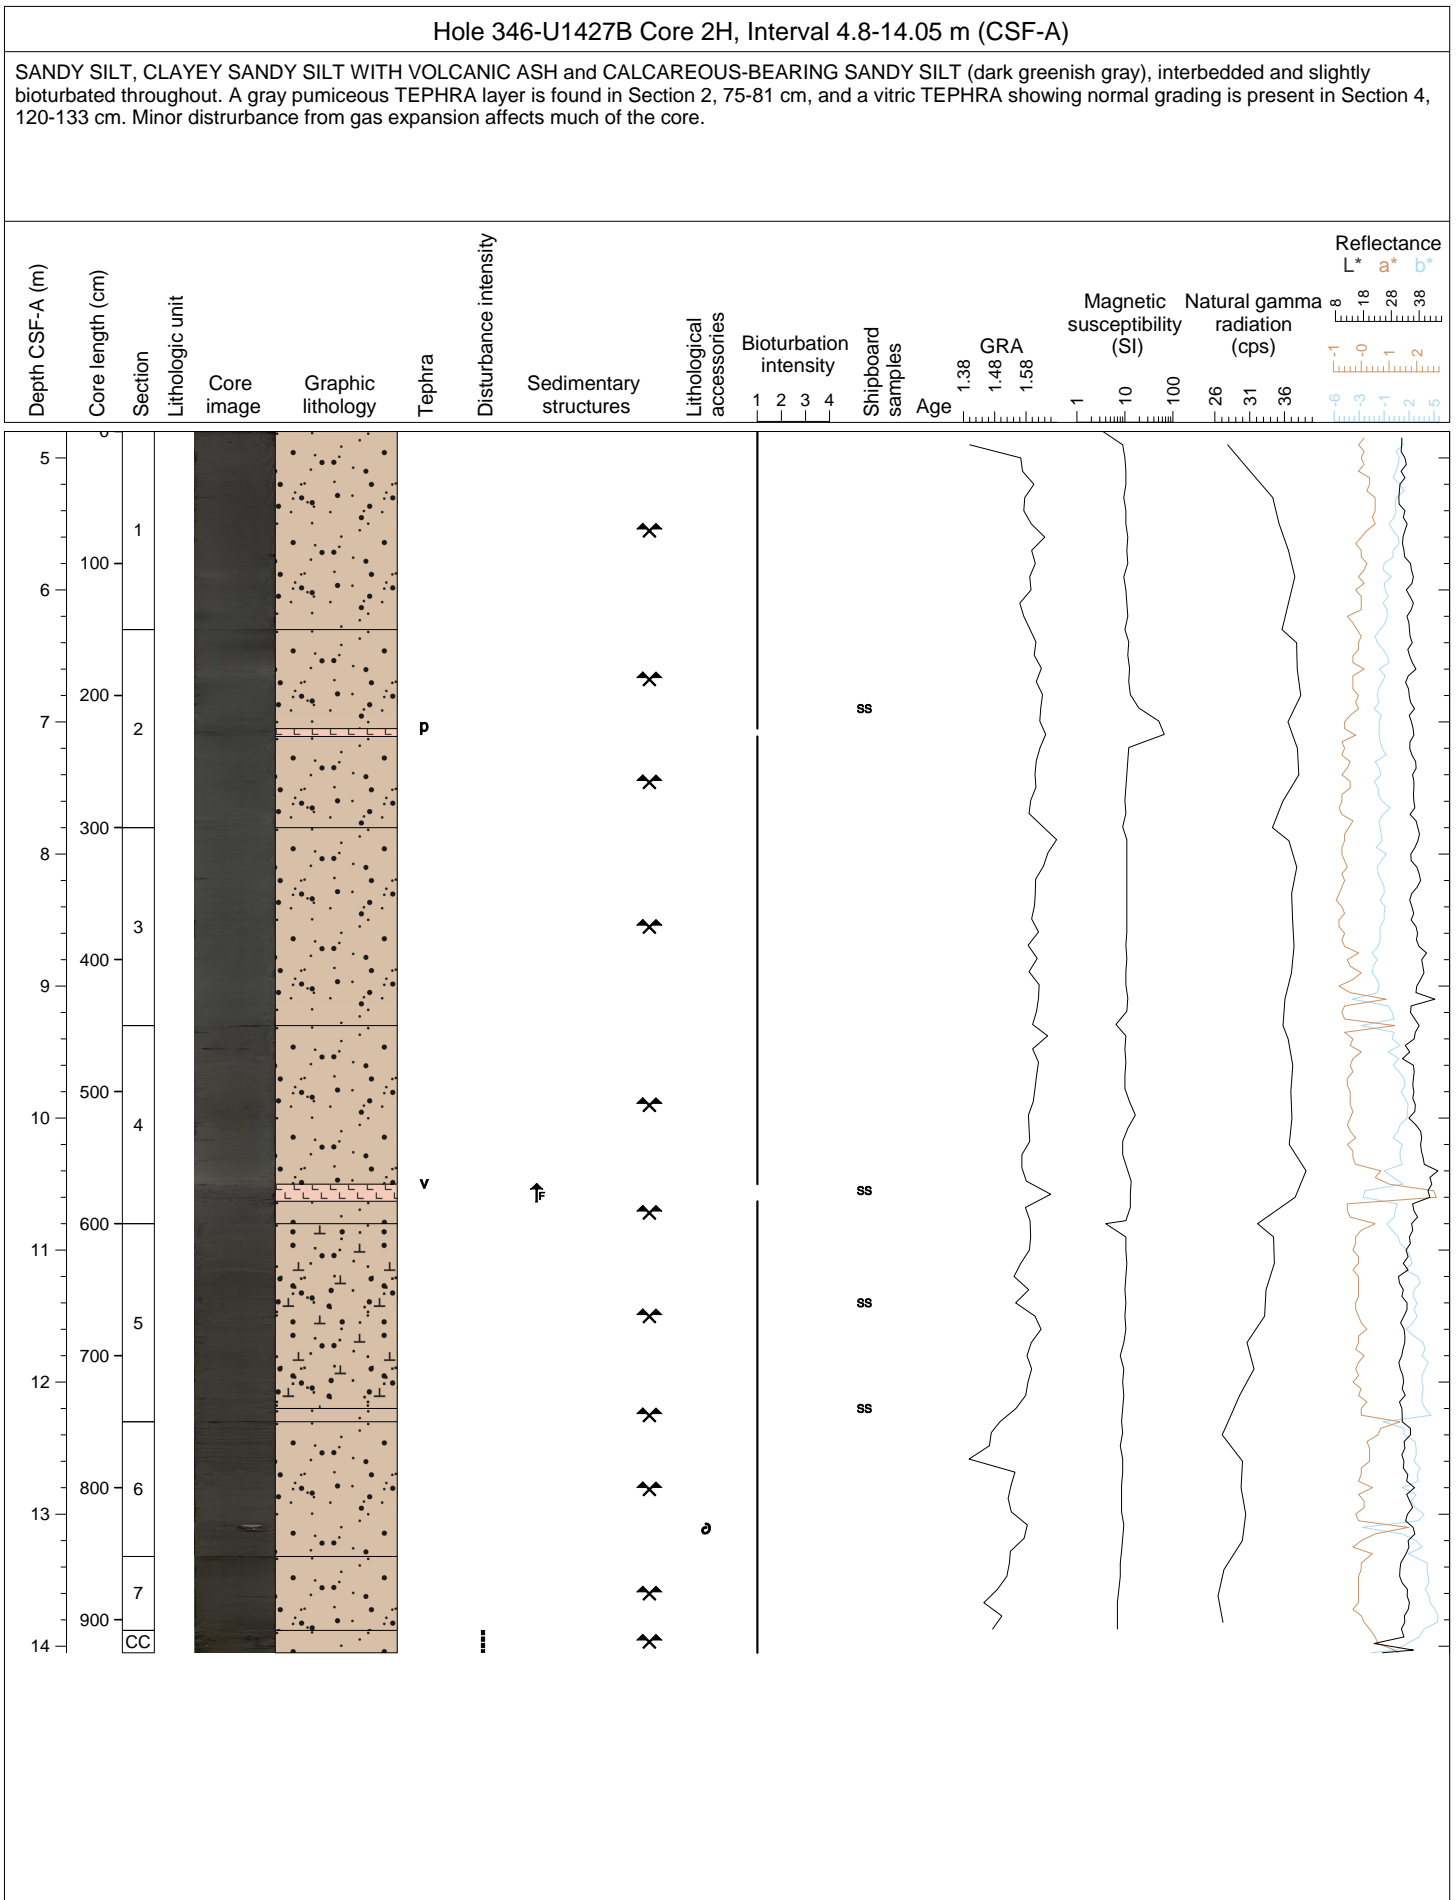 Hole 346-U1427B Core 2H, Interval 4.8-14.05 m (CSF-A)
SANDY SILT, CLAYEY SANDY SILT WITH VOLCANIC ASH and CALCAREOUS-BEARING SANDY SILT (dark greenish gray), interbedded and slightly
bioturbated throughout. A gray pumiceous TEPHRA layer is found in Section 2, 75-81 cm, and a vitric TEPHRA showing normal grading is present in Section 4,
120-133 cm. Minor distrurbance from gas expansion affects much of the core.
Depth CSF-A (m)
Core length (cm)
Section
Lithologic unit
Core
image
Graphic
lithology
Tephra
Disturbance intensity
Sedimentary
structures
Lithological
accessories
Bioturbation
intensity
1 2 3 4
Shipboard
samples
Age
GRA
1.38 1.48 1.58
Magnetic
susceptibility
(SI)
1 10 100
Natural gamma
radiation
(cps)
26 31 36
Reflectance
L* a* b*
8 18 28 38
-1 -0 1 2
-6 -3 -1 2 5
0
5
1
100
6
200
ss
7
2
p
300
8
3
400
9
500
10
4
v
F
ss
600
11
ss
5
700
12
ss
800
6
13
7
900
14
CC